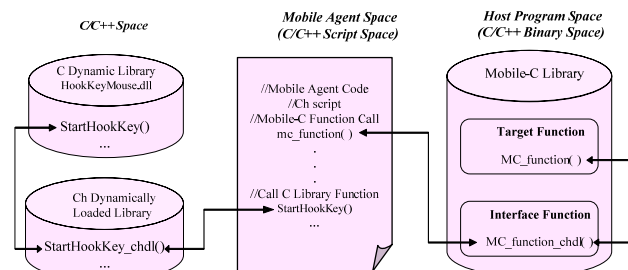 C/C++ Space
C Dynamic Library
HookKeyMouse.dll
StartHookKey()
...
Ch Dynamically
Loaded Library
StartHookKey_chdl()
...
Mobile Agent Space
(C/C++ Script Space)
//Mobile Agent Code
//Ch script
//Mobile-C Function Call
mc_function( )
.
.
.
//Call C Library Function
StartHookKey()
...
Host Program Space
(C/C++ Binary Space)
Mobile-C Library
Target Function
MC_function( )
Interface Function
MC_function_chdl( )